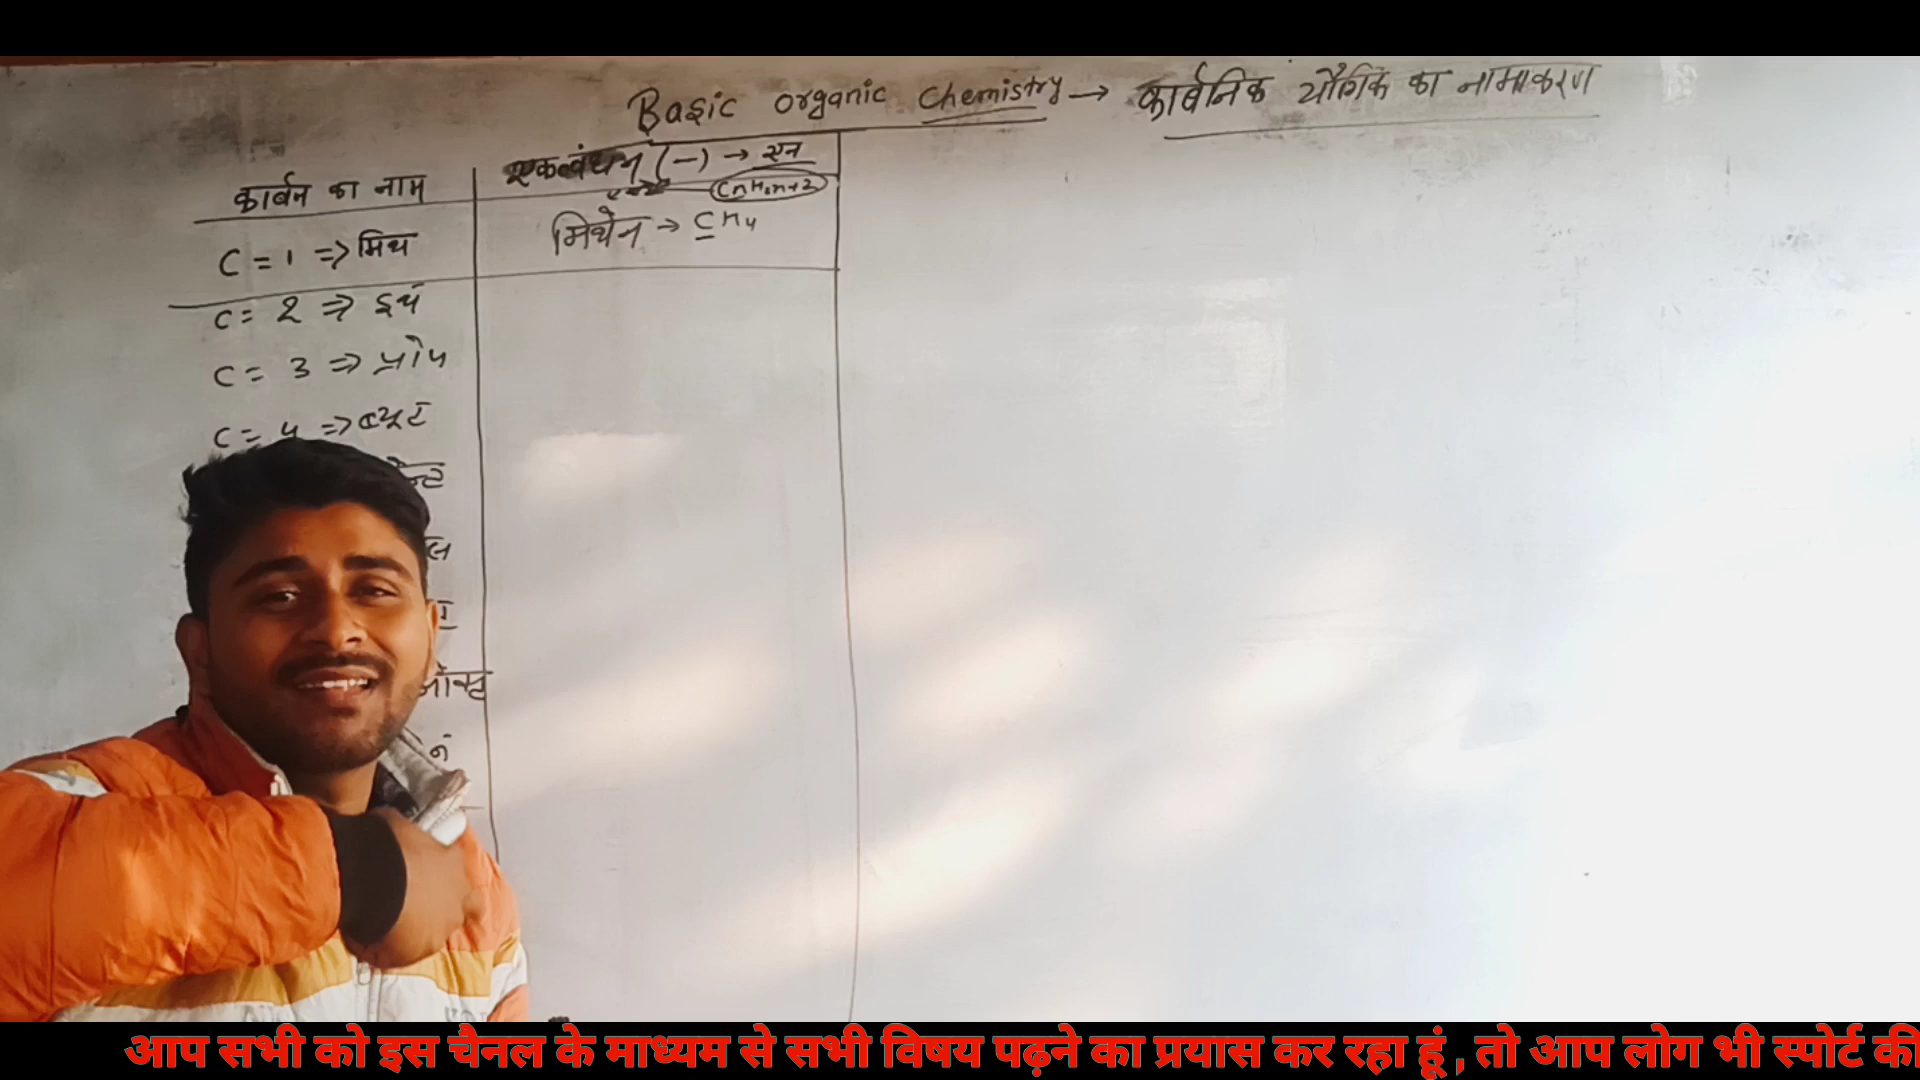 Basic organic chemistry → कार्बनिक यौगिक का नामाकरण
कार्बन का नाम
एकलबंधन (—) → एन
CnH2n+2
C = 1 => मिथ
मिथेन → CH4
C = 2 => इथ
C = 3 => प्रोप
C = 4 => ब्यूट
आप सभी को इस चैनल के माध्यम से सभी विषय पढ़ने का प्रयास कर रहा हूं , तो आप लोग भी स्पोर्ट की